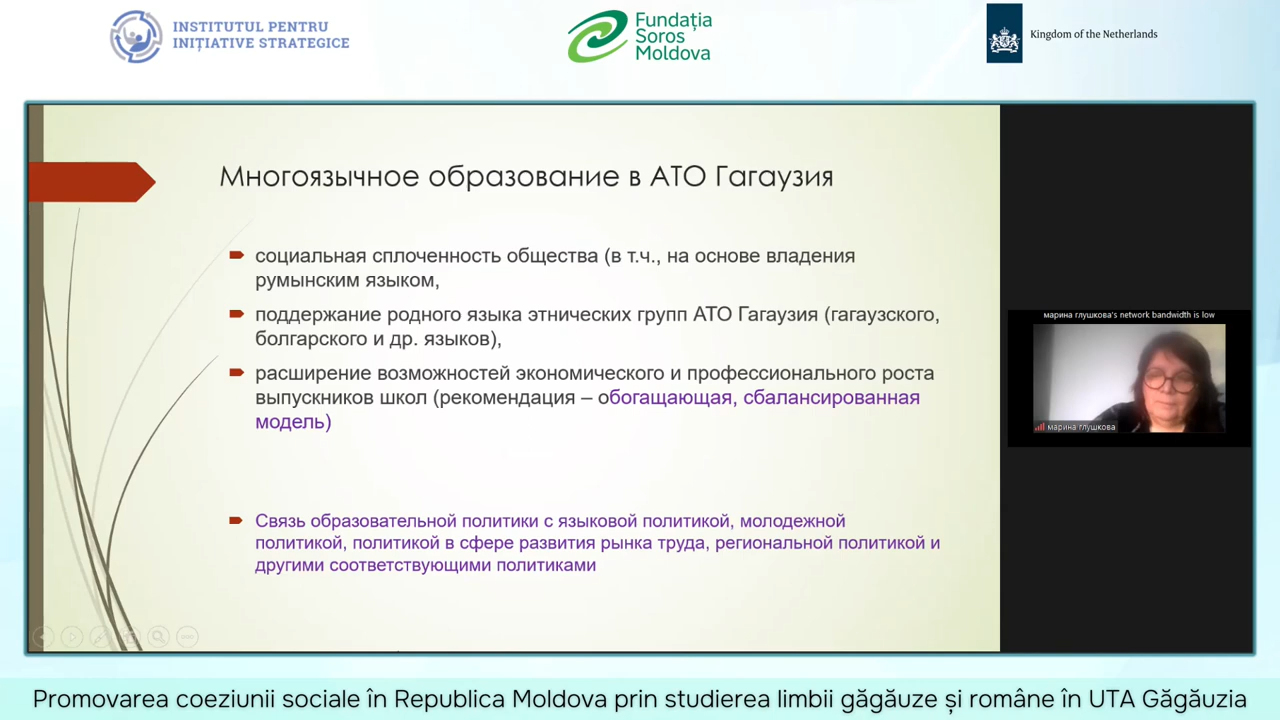 INSTITUTUL PENTRU
INIȚIATIVE STRATEGICE
Fundația
Soros
Moldova
Kingdom of the Netherlands
Многоязычное образование в АТО Гагаузия
социальная сплоченность общества (в т.ч., на основе владения
румынским языком,
поддержание родного языка этнических групп АТО Гагаузия (гагаузского,
болгарского и др. языков),
расширение возможностей экономического и профессионального роста
выпускников школ (рекомендация – обогащающая, сбалансированная
модель)
Связь образовательной политики с языковой политикой, молодежной
политикой, политикой в сфере развития рынка труда, региональной политикой и
другими соответствующими политиками
марина глушкова's network bandwidth is low
марина глушкова
Promovarea coeziunii sociale în Republica Moldova prin studierea limbii găgăuze și române în UTA Găgăuzia